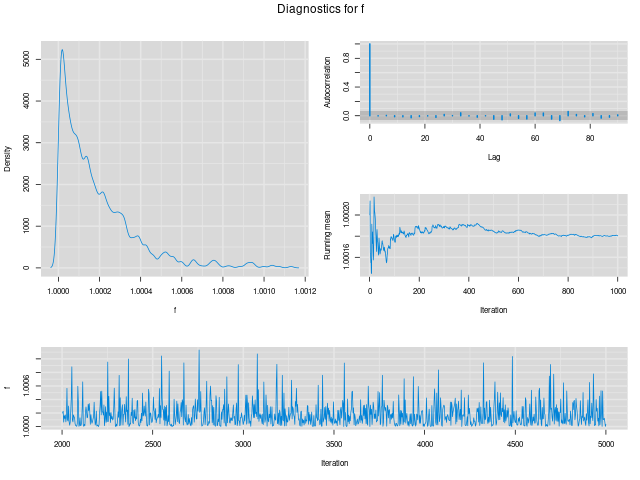 Diagnostics for f
Density
0 1000 2000 3000 4000 5000
1.0000 1.0002 1.0004 1.0006 1.0008 1.0010 1.0012
f
Autocorrelation
0.0 0.4 0.8
0 20 40 60 80
Lag
Running mean
1.00016 1.00020
0 200 400 600 800 1000
Iteration
f
1.0000 1.0006
2000 2500 3000 3500 4000 4500 5000
Iteration